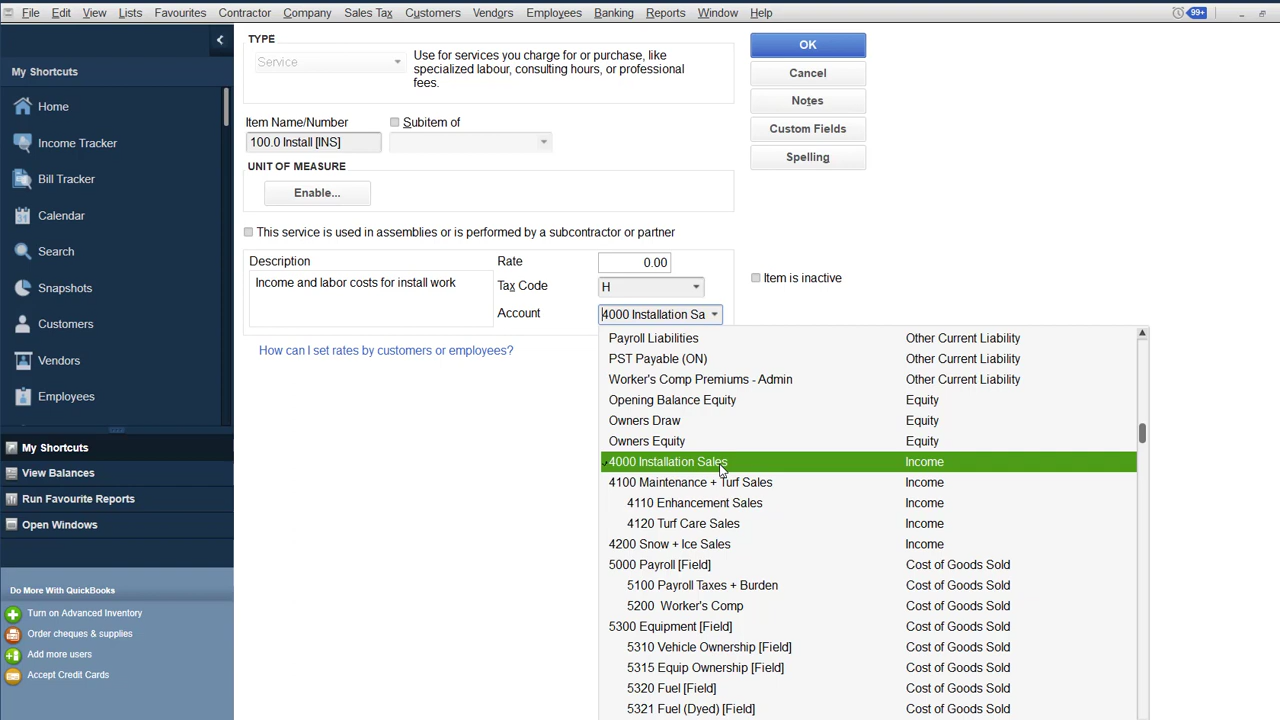 File Edit View Lists Favourites Contractor Company Sales Tax Customers Vendors Employees Banking Reports Window Help 99+
My Shortcuts
Home
Income Tracker
Bill Tracker
Calendar
Search
Snapshots
Customers
Vendors
Employees
My Shortcuts
View Balances
Run Favourite Reports
Open Windows
Do More With QuickBooks
Turn on Advanced Inventory
Order cheques & supplies
Add more users
Accept Credit Cards
TYPE
Service
Use for services you charge for or purchase, like
specialized labour, consulting hours, or professional
fees.
Item Name/Number
Subitem of
100.0 Install [INS]
UNIT OF MEASURE
Enable...
This service is used in assemblies or is performed by a subcontractor or partner
Description
Income and labor costs for install work
Rate 0.00
Tax Code H
Account 4000 Installation Sa
How can I set rates by customers or employees?
OK
Cancel
Notes
Custom Fields
Spelling
Item is inactive
Payroll Liabilities Other Current Liability
PST Payable (ON) Other Current Liability
Worker's Comp Premiums - Admin Other Current Liability
Opening Balance Equity Equity
Owners Draw Equity
Owners Equity Equity
4000 Installation Sales Income
4100 Maintenance + Turf Sales Income
4110 Enhancement Sales Income
4120 Turf Care Sales Income
4200 Snow + Ice Sales Income
5000 Payroll [Field] Cost of Goods Sold
5100 Payroll Taxes + Burden Cost of Goods Sold
5200 Worker's Comp Cost of Goods Sold
5300 Equipment [Field] Cost of Goods Sold
5310 Vehicle Ownership [Field] Cost of Goods Sold
5315 Equip Ownership [Field] Cost of Goods Sold
5320 Fuel [Field] Cost of Goods Sold
5321 Fuel (Dyed) [Field] Cost of Goods Sold